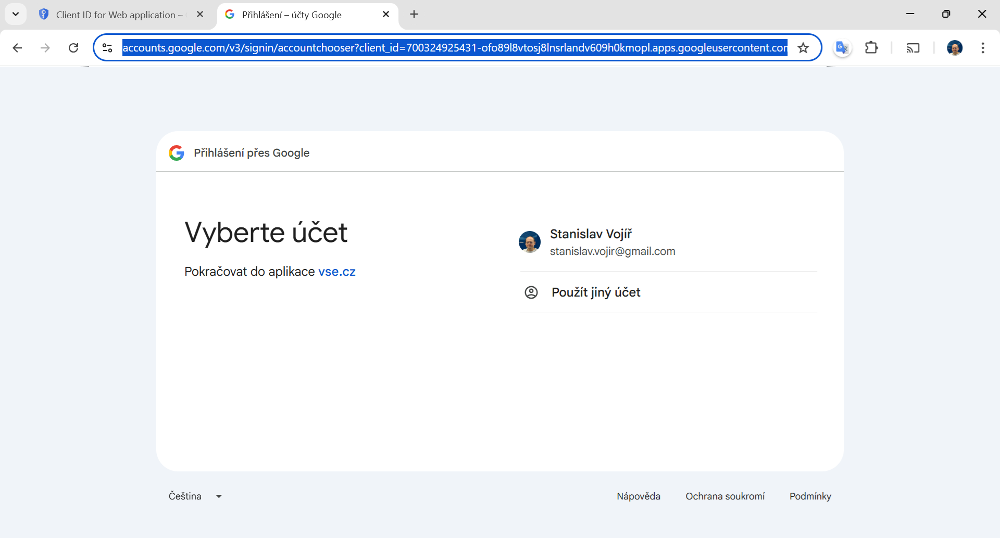 Client ID for Web application –
Přihlášení – účty Google
accounts.google.com/v3/signin/accountchooser?client_id=700324925431-ofo89l8vtosj8lnsrlandv609h0kmopl.apps.googleusercontent.com
Přihlášení přes Google
Vyberte účet
Pokračovat do aplikace vse.cz
Stanislav Vojíř
stanislav.vojir@gmail.com
Použít jiný účet
Čeština
Nápověda
Ochrana soukromí
Podmínky